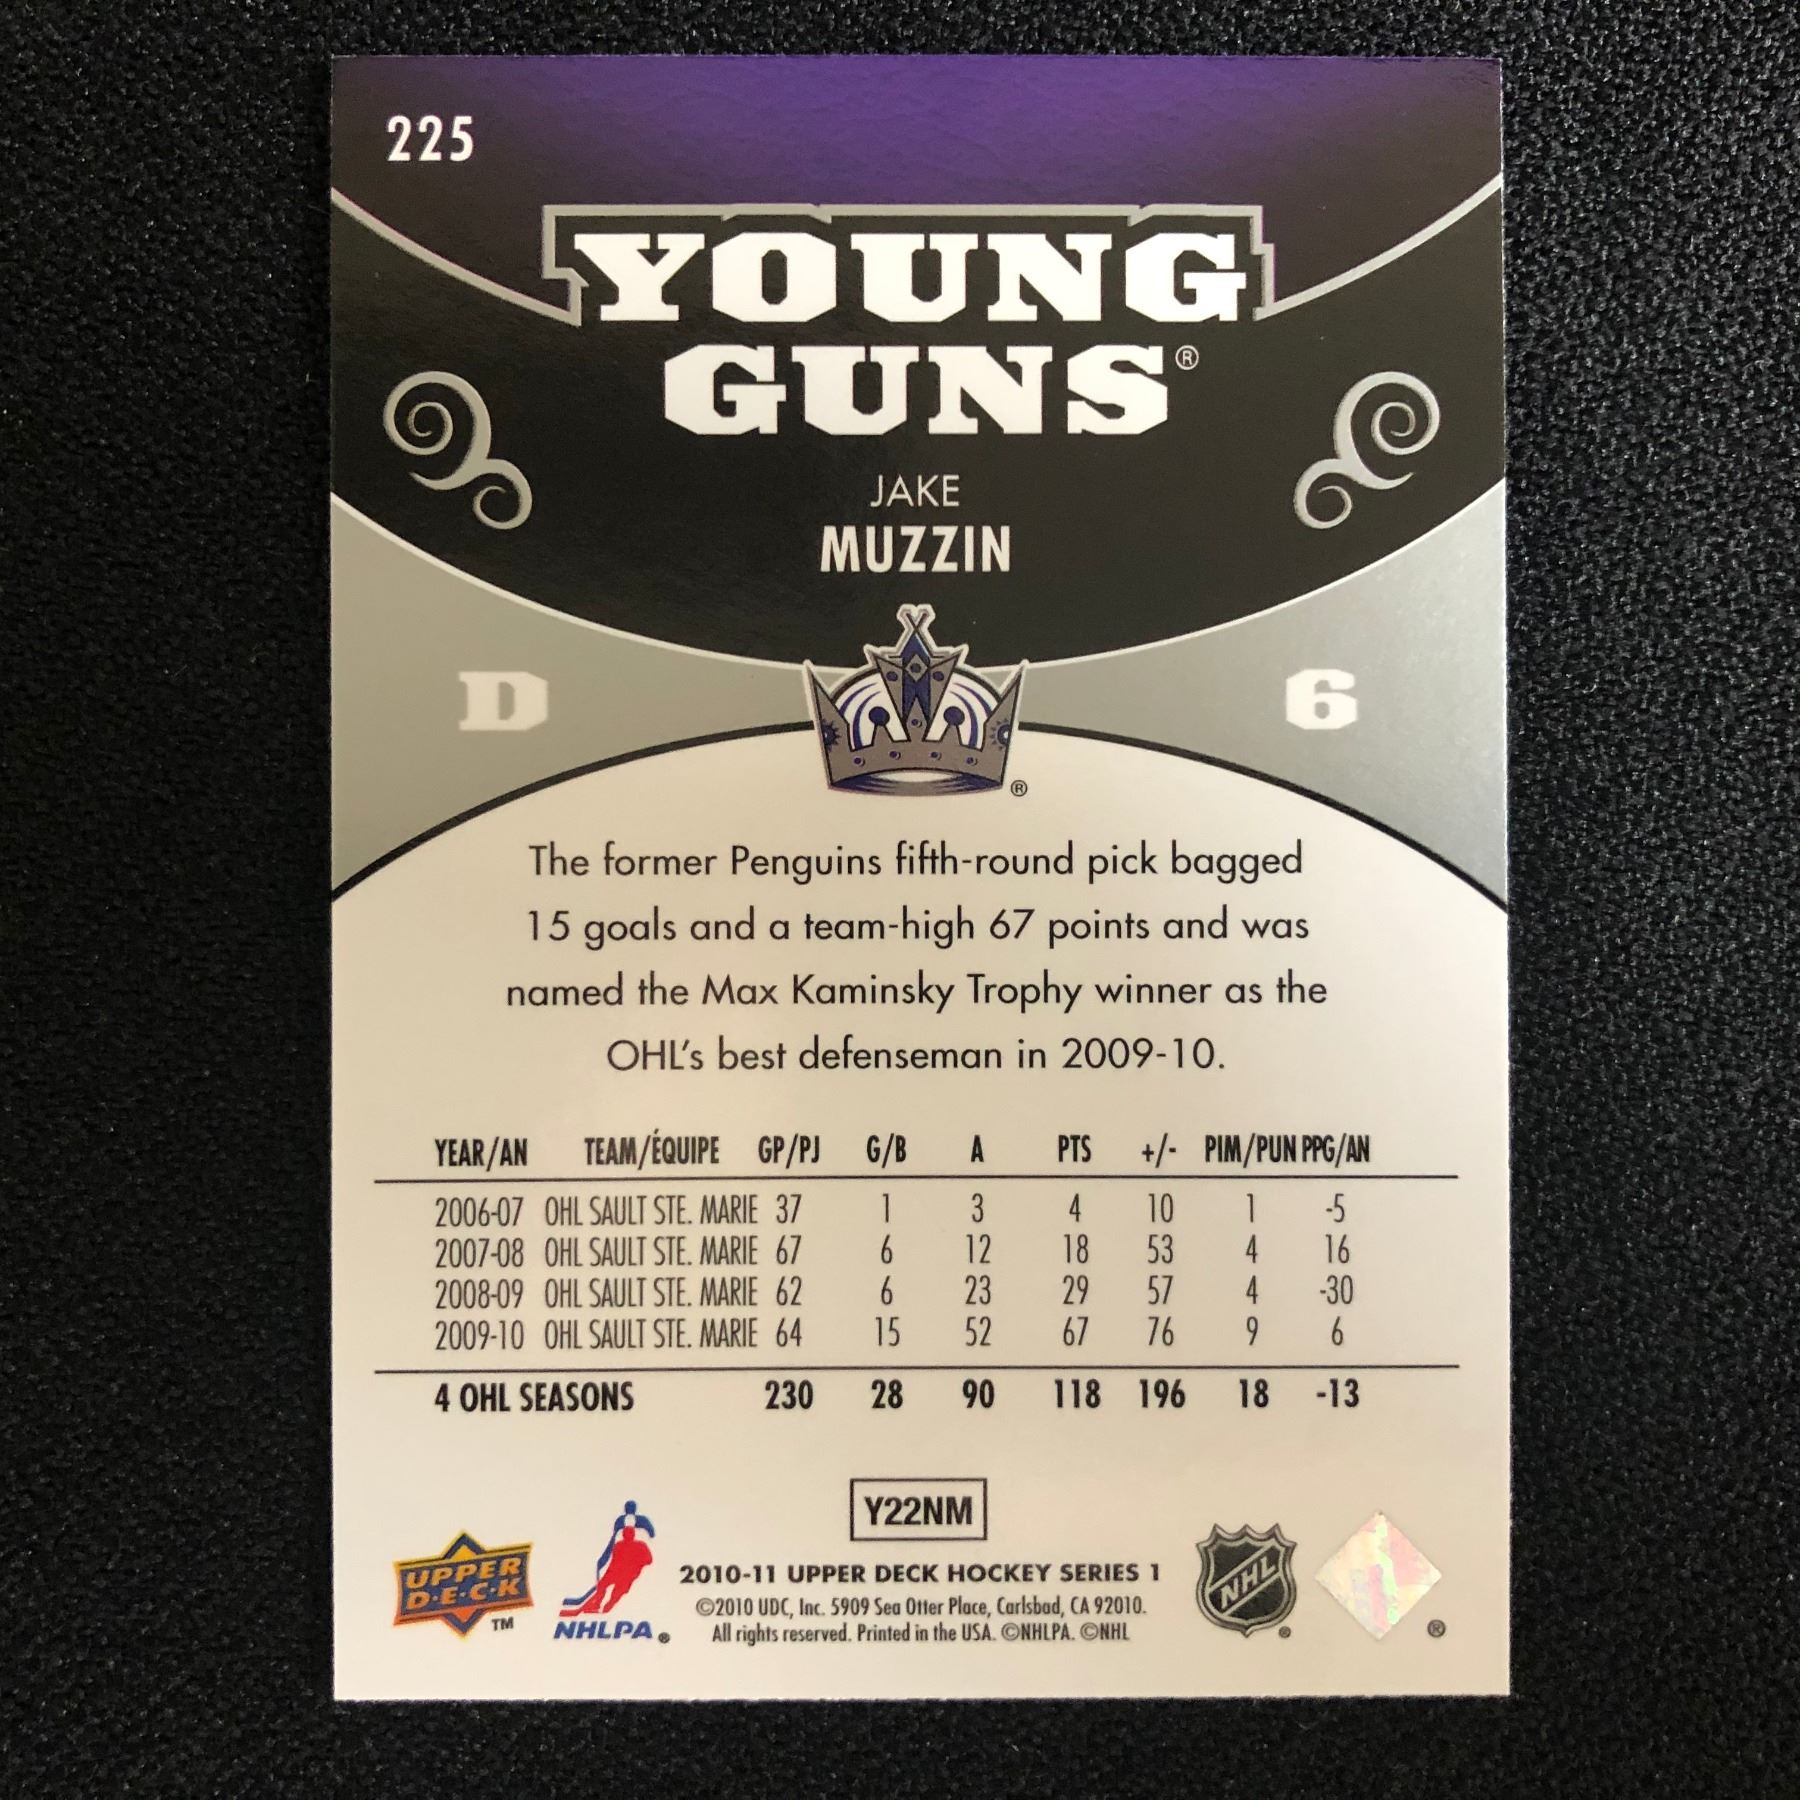 225
YOUNG
GUNS®
JAKE
MUZZIN
D
6
®
The former Penguins fifth-round pick bagged
15 goals and a team-high 67 points and was
named the Max Kaminsky Trophy winner as the
OHL's best defenseman in 2009-10.
YEAR/AN TEAM/ÉQUIPE GP/PJ G/B A PTS +/- PIM/PUN PPG/AN
2006-07 OHL SAULT STE. MARIE 37 1 3 4 10 1 -5
2007-08 OHL SAULT STE. MARIE 67 6 12 18 53 4 16
2008-09 OHL SAULT STE. MARIE 62 6 23 29 57 4 -30
2009-10 OHL SAULT STE. MARIE 64 15 52 67 76 9 6
4 OHL SEASONS 230 28 90 118 196 18 -13
Y22NM
UPPER
D·E·C·K
TM
NHLPA®
2010-11 UPPER DECK HOCKEY SERIES 1
©2010 UDC, Inc. 5909 Sea Otter Place, Carlsbad, CA 92010.
All rights reserved. Printed in the USA. ©NHLPA. ©NHL
NHL
®
®